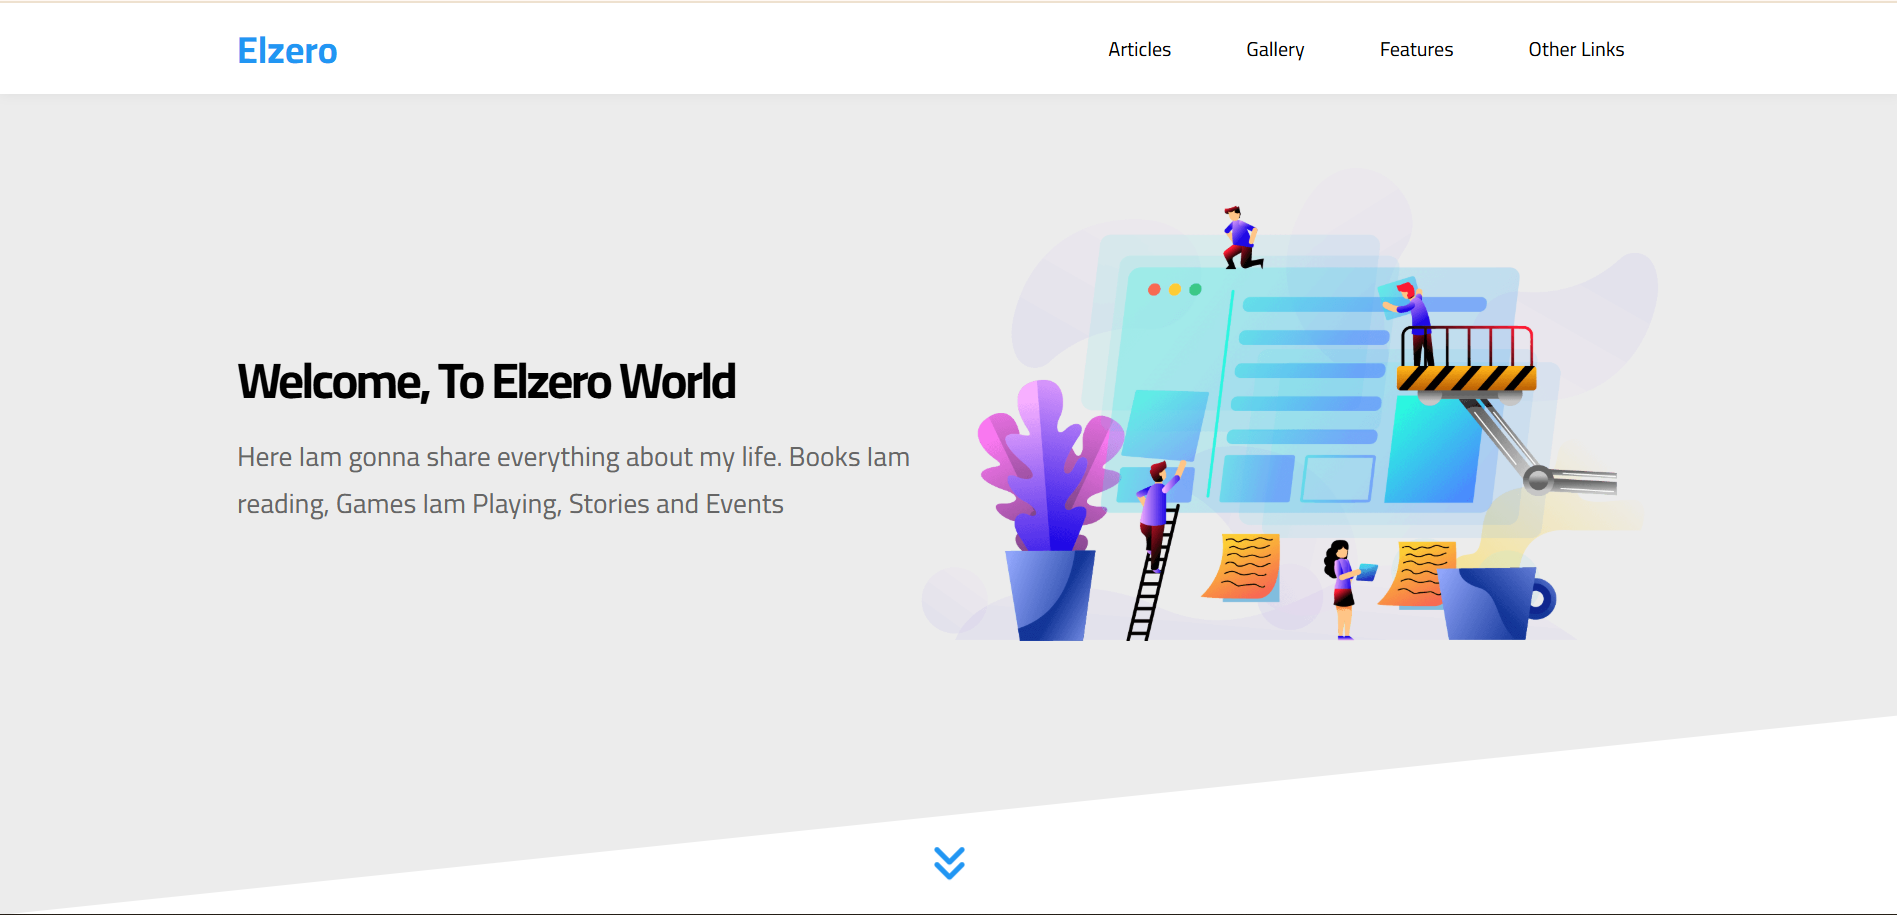 Elzero
Articles
Gallery
Features
Other Links
Welcome, To Elzero World
Here Iam gonna share everything about my life. Books Iam
reading, Games Iam Playing, Stories and Events